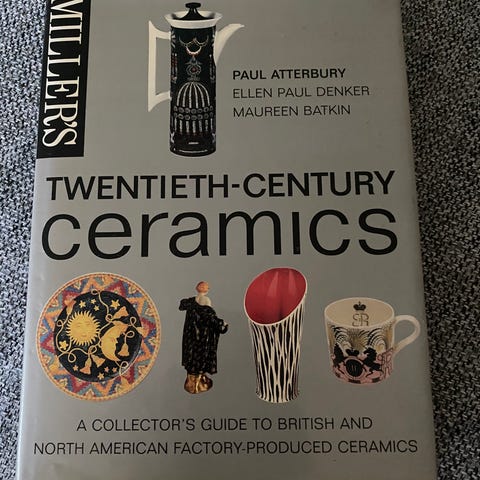 MILLER'S
PAUL ATTERBURY
ELLEN PAUL DENKER
MAUREEN BATKIN
TWENTIETH-CENTURY
ceramics
A COLLECTOR'S GUIDE TO BRITISH AND
NORTH AMERICAN FACTORY-PRODUCED CERAMICS